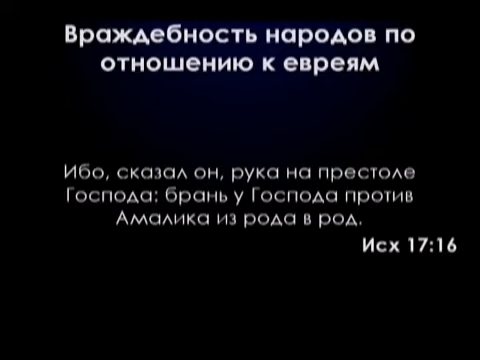 Враждебность народов по
отношению к евреям
Ибо, сказал он, рука на престоле
Господа: брань у Господа против
Амалика из рода в род.
Исх 17:16